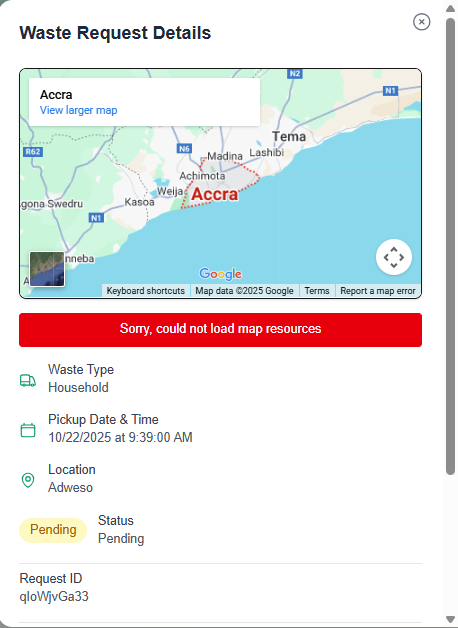 Waste Request Details
Accra
View larger map
N2
N1
Tema
R62
N6
Madina
Lashibi
Achimota
Weija
Accra
Kasoa
gona Swedru
N1
nneba
A
Google
Keyboard shortcuts
Map data ©2025 Google
Terms
Report a map error
Sorry, could not load map resources
Waste Type
Household
Pickup Date & Time
10/22/2025 at 9:39:00 AM
Location
Adweso
Pending
Status
Pending
Request ID
qIoWjvGa33